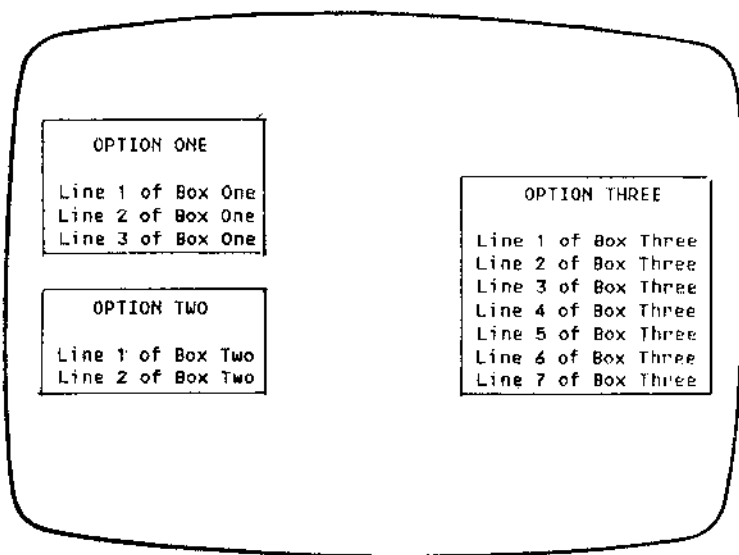 OPTION ONE
Line 1 of Box One
Line 2 of Box One
Line 3 of Box One
OPTION TWO
Line 1 of Box Two
Line 2 of Box Two
OPTION THREE
Line 1 of Box Three
Line 2 of Box Three
Line 3 of Box Three
Line 4 of Box Three
Line 5 of Box Three
Line 6 of Box Three
Line 7 of Box Three